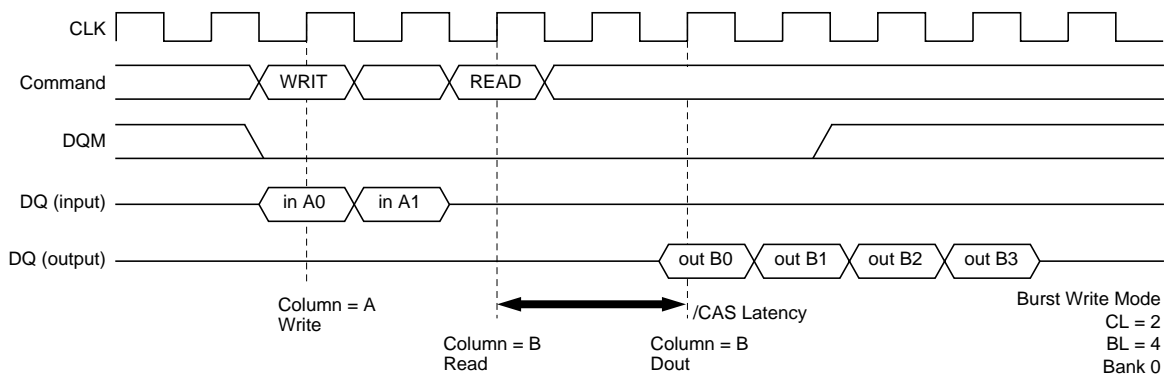 CLK
Command
WRIT
READ
DQM
DQ (input)
in A0
in A1
DQ (output)
out B0
out B1
out B2
out B3
Column = A
Write
Column = B
Read
/CAS Latency
Column = B
Dout
Burst Write Mode
CL = 2
BL = 4
Bank 0